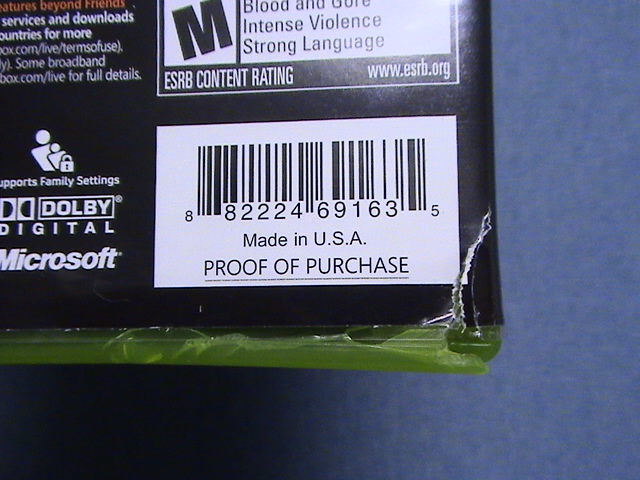 eatures beyond Friends
services and downloads
ountries for more
box.com/live/termsofuse).
ly). Some broadband
box.com/live for full details.
M
Blood and Gore
Intense Violence
Strong Language
ESRB CONTENT RATING www.esrb.org
upports Family Settings
DOLBY®
DIGITAL
Microsoft®
8 82224 69163 5
Made in U.S.A.
PROOF OF PURCHASE